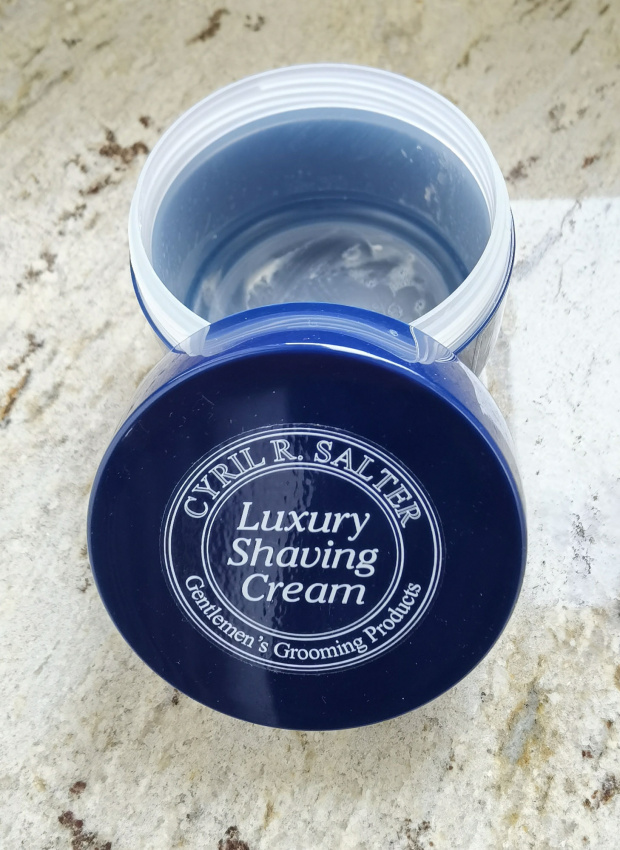 CYRIL R. SALTER
Luxury
Shaving
Cream
Gentlemen's Grooming Products